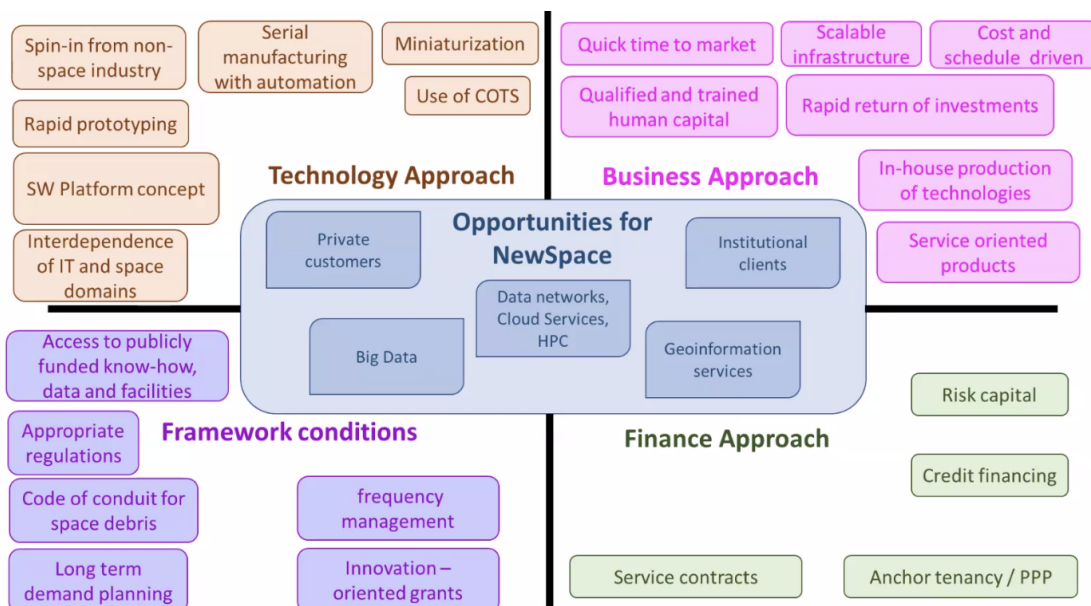 Spin-in from non-
space industry
Serial
manufacturing
with automation
Miniaturization
Use of COTS
Rapid prototyping
SW Platform concept
Interdependence
of IT and space
domains
Technology Approach
Quick time to market
Scalable
infrastructure
Cost and
schedule driven
Qualified and trained
human capital
Rapid return of investments
In-house production
of technologies
Service oriented
products
Business Approach
Opportunities for
NewSpace
Private
customers
Institutional
clients
Data networks,
Cloud Services,
HPC
Big Data
Geoinformation
services
Access to publicly
funded know-how,
data and facilities
Appropriate
regulations
Framework conditions
Code of conduit for
space debris
frequency
management
Long term
demand planning
Innovation –
oriented grants
Finance Approach
Risk capital
Credit financing
Service contracts
Anchor tenancy / PPP